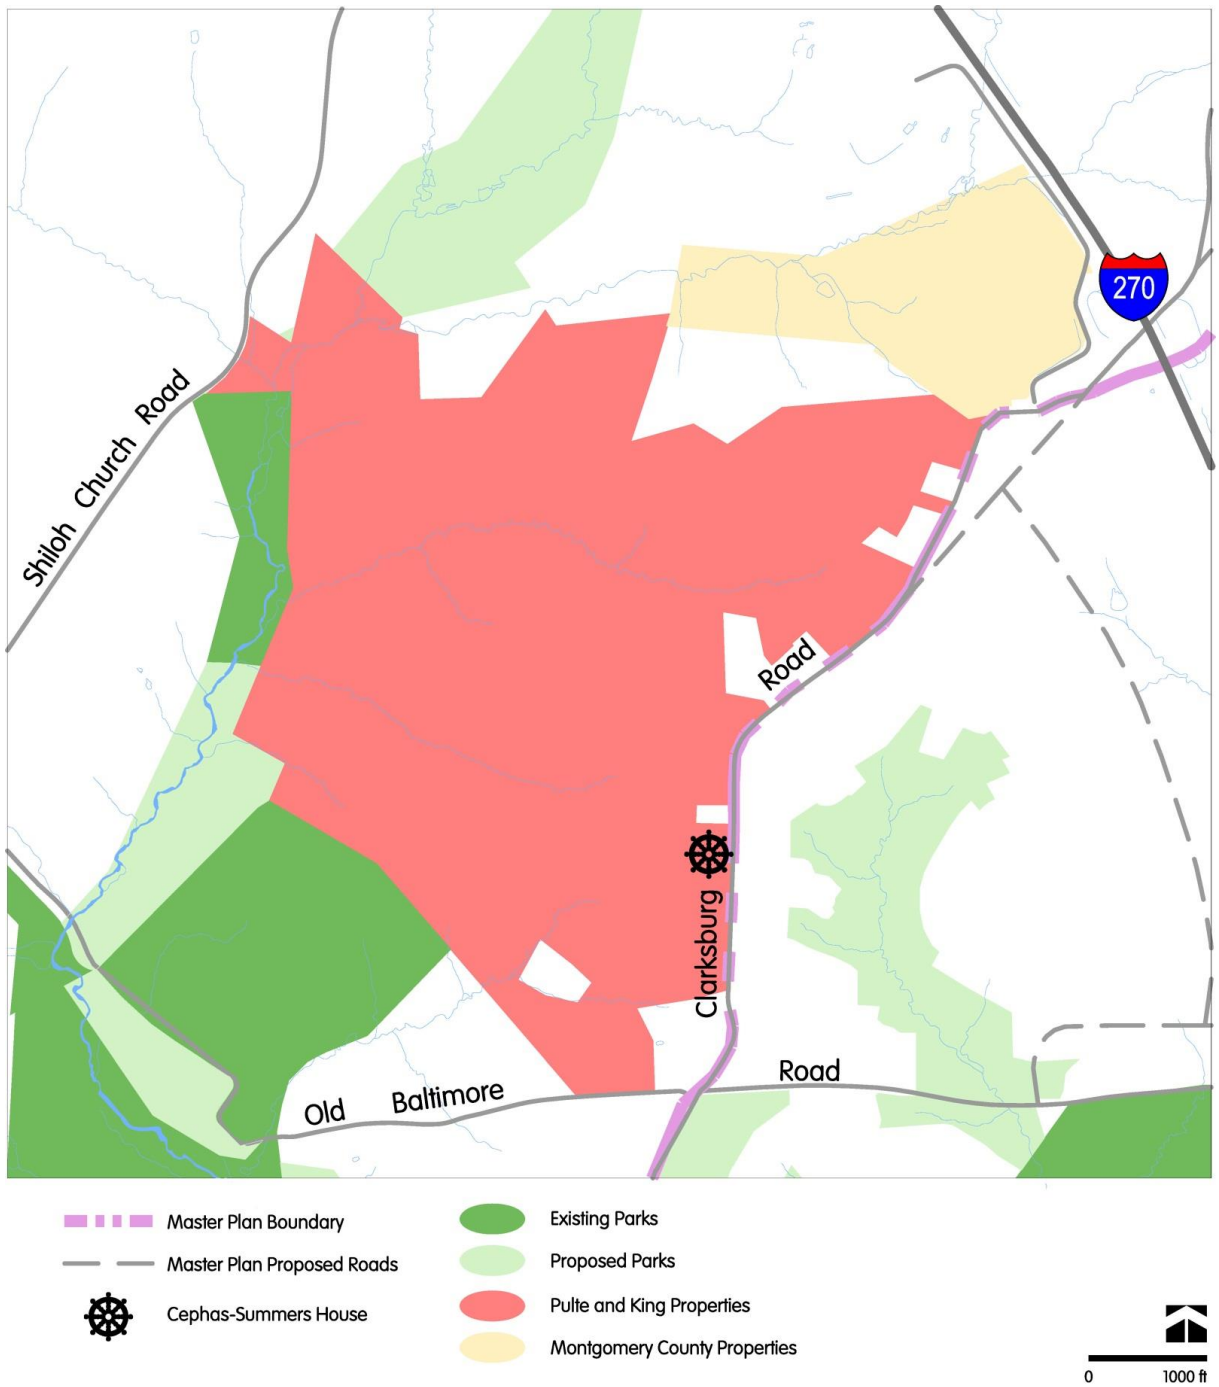 270
Shiloh Church Road
Road
Clarksburg
Old Baltimore Road
Master Plan Boundary
Master Plan Proposed Roads
Cephas-Summers House
Existing Parks
Proposed Parks
Pulte and King Properties
Montgomery County Properties
0 1000 ft